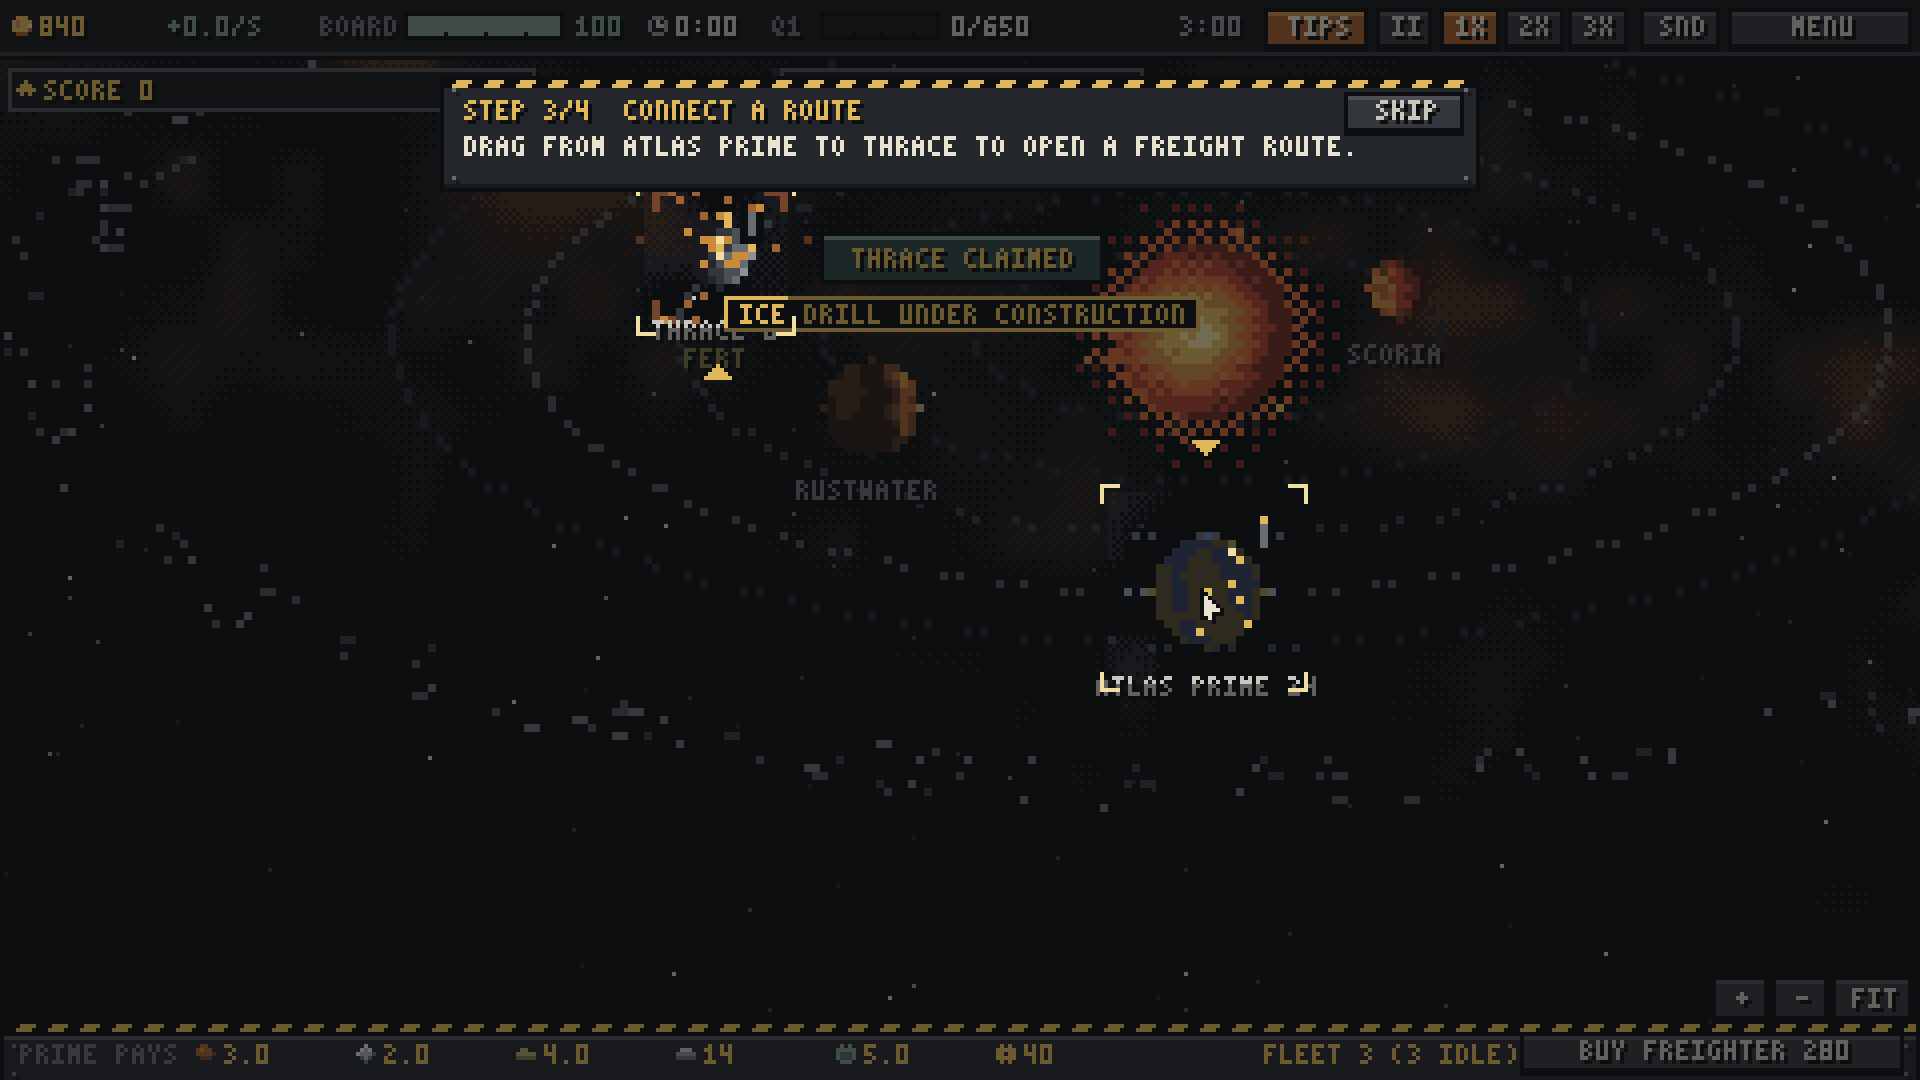 840 +0.0/S BOARD 100 0:00 Q1 0/650 3:00 TIPS II 1X 2X 3X SND MENU
SCORE 0
STEP 3/4 CONNECT A ROUTE SKIP
DRAG FROM ATLAS PRIME TO THRACE TO OPEN A FREIGHT ROUTE.
THRACE CLAIMED
ICE DRILL UNDER CONSTRUCTION
THRACE
FERT
SCORIA
RUSTWATER
ATLAS PRIME
+ - FIT
PRIME PAYS 3.0 2.0 4.0 14 5.0 40 FLEET 3 (3 IDLE) BUY FREIGHTER 280